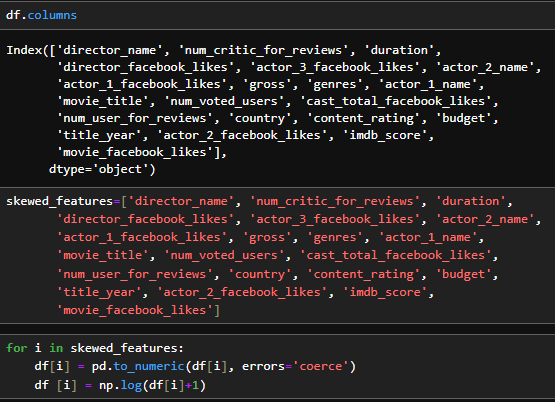 df.columns
Index(['director_name', 'num_critic_for_reviews', 'duration',
'director_facebook_likes', 'actor_3_facebook_likes', 'actor_2_name',
'actor_1_facebook_likes', 'gross', 'genres', 'actor_1_name',
'movie_title', 'num_voted_users', 'cast_total_facebook_likes',
'num_user_for_reviews', 'country', 'content_rating', 'budget',
'title_year', 'actor_2_facebook_likes', 'imdb_score',
'movie_facebook_likes'],
dtype='object')
skewed_features=['director_name', 'num_critic_for_reviews', 'duration',
'director_facebook_likes', 'actor_3_facebook_likes', 'actor_2_name',
'actor_1_facebook_likes', 'gross', 'genres', 'actor_1_name',
'movie_title', 'num_voted_users', 'cast_total_facebook_likes',
'num_user_for_reviews', 'country', 'content_rating', 'budget',
'title_year', 'actor_2_facebook_likes', 'imdb_score',
'movie_facebook_likes']
for i in skewed_features:
df[i] = pd.to_numeric(df[i], errors='coerce')
df [i] = np.log(df[i]+1)